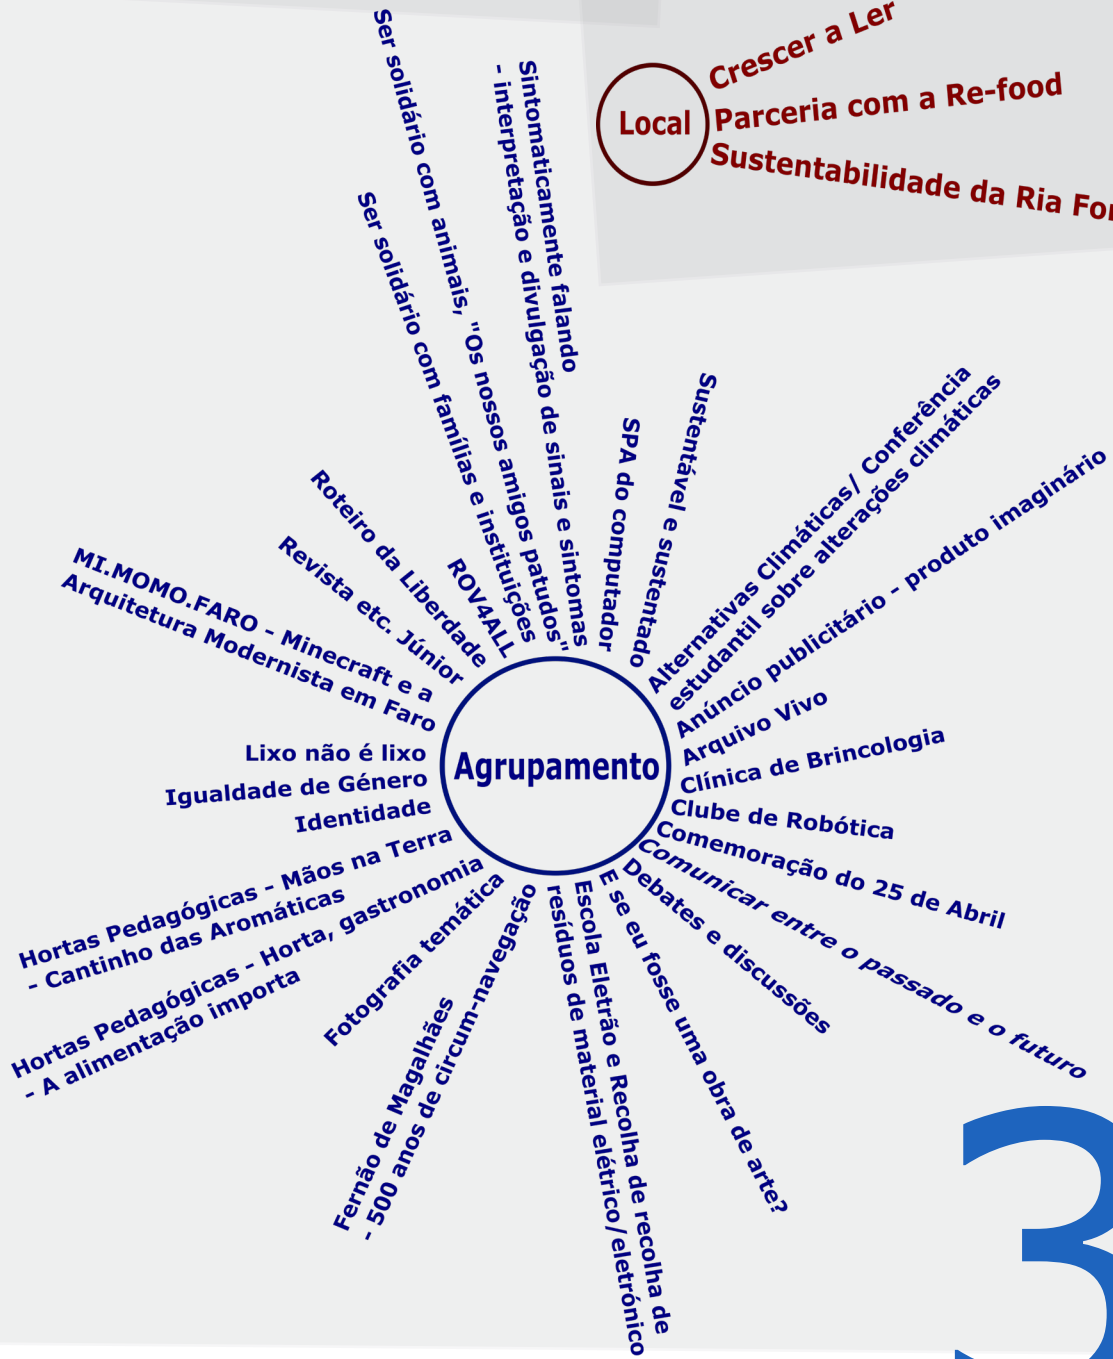 Local
Crescer a Ler
Parceria com a Re-food
Sustentabilidade da Ria
Agrupamento
Alternativas Climáticas/ Conferência
estudantil sobre alterações climáticas
Anúncio publicitário - produto imaginário
Arquivo Vivo
Clínica de Brincologia
Clube de Robótica
Comemoração do 25 de Abril
Comunicar entre o passado e o futuro
Debates e discussões
E se eu fosse uma obra de arte?
Escola Eletrão e Recolha de recolha de
resíduos de material elétrico/eletrónico
Fernão de Magalhães
- 500 anos de circum-navegação
Fotografia temática
Hortas Pedagógicas - Horta, gastronomia
- A alimentação importa
Hortas Pedagógicas - Mãos na Terra
- Cantinho das Aromáticas
Identidade
Igualdade de Género
Lixo não é lixo
MI.MOMO.FARO - Minecraft e a
Arquitetura Modernista em Faro
Revista etc. Júnior
Roteiro da Liberdade
ROV4ALL
Ser solidário com famílias e instituições
Ser solidário com animais, "Os nossos amigos patudos"
Sintomaticamente falando
- interpretação e divulgação de sinais e sintomas
SPA do computador
Sustentável e sustentado
3